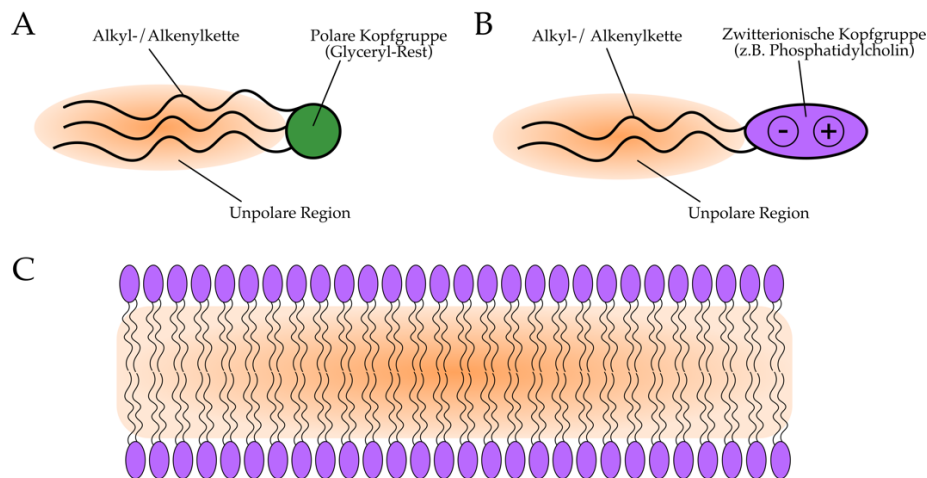 A
Alkyl-/ Alkenylkette
Polare Kopfgruppe
(Glyceryl-Rest)
Unpolare Region
B
Alkyl-/ Alkenylkette
Zwitterionische Kopfgruppe
(z.B. Phosphatidylcholin)
- +
Unpolare Region
C